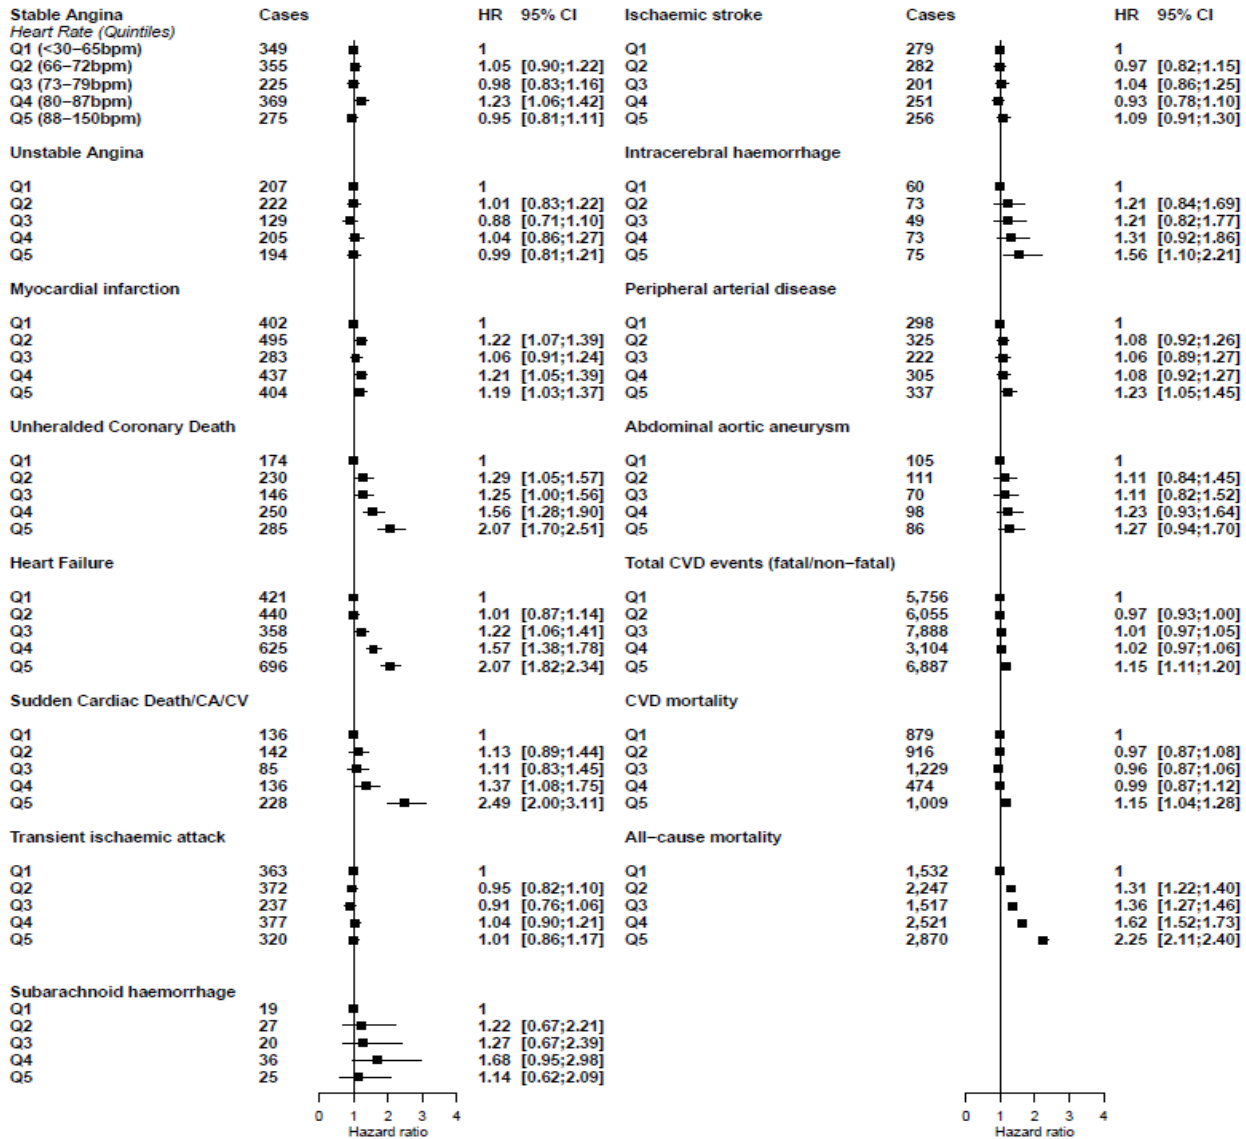 Stable Angina Cases HR 95% CI
Heart Rate (Quintiles)
Q1 (<30−65bpm) 349 1
Q2 (66−72bpm) 355 1.05 [0.90;1.22]
Q3 (73−79bpm) 225 0.98 [0.83;1.16]
Q4 (80−87bpm) 369 1.23 [1.06;1.42]
Q5 (88−150bpm) 275 0.95 [0.81;1.11]
Unstable Angina
Q1 207 1
Q2 222 1.01 [0.83;1.22]
Q3 129 0.88 [0.71;1.10]
Q4 205 1.04 [0.86;1.27]
Q5 194 0.99 [0.81;1.21]
Myocardial infarction
Q1 402 1
Q2 495 1.22 [1.07;1.39]
Q3 283 1.06 [0.91;1.24]
Q4 437 1.21 [1.05;1.39]
Q5 404 1.19 [1.03;1.37]
Unheralded Coronary Death
Q1 174 1
Q2 230 1.29 [1.05;1.57]
Q3 146 1.25 [1.00;1.56]
Q4 250 1.56 [1.28;1.90]
Q5 285 2.07 [1.70;2.51]
Heart Failure
Q1 421 1
Q2 440 1.01 [0.87;1.14]
Q3 358 1.22 [1.06;1.41]
Q4 625 1.57 [1.38;1.78]
Q5 696 2.07 [1.82;2.34]
Sudden Cardiac Death/CA/CV
Q1 136 1
Q2 142 1.13 [0.89;1.44]
Q3 85 1.11 [0.83;1.45]
Q4 136 1.37 [1.08;1.75]
Q5 228 2.49 [2.00;3.11]
Transient ischaemic attack
Q1 363 1
Q2 372 0.95 [0.82;1.10]
Q3 237 0.91 [0.76;1.06]
Q4 377 1.04 [0.90;1.21]
Q5 320 1.01 [0.86;1.17]
Subarachnoid haemorrhage
Q1 19 1
Q2 27 1.22 [0.67;2.21]
Q3 20 1.27 [0.67;2.39]
Q4 36 1.68 [0.95;2.98]
Q5 25 1.14 [0.62;2.09]
0 1 2 3 4
Hazard ratio
Ischaemic stroke Cases HR 95% CI
Q1 279 1
Q2 282 0.97 [0.82;1.15]
Q3 201 1.04 [0.86;1.25]
Q4 251 0.93 [0.78;1.10]
Q5 256 1.09 [0.91;1.30]
Intracerebral haemorrhage
Q1 60 1
Q2 73 1.21 [0.84;1.69]
Q3 49 1.21 [0.82;1.77]
Q4 73 1.31 [0.92;1.86]
Q5 75 1.56 [1.10;2.21]
Peripheral arterial disease
Q1 298 1
Q2 325 1.08 [0.92;1.26]
Q3 222 1.06 [0.89;1.27]
Q4 305 1.08 [0.92;1.27]
Q5 337 1.23 [1.05;1.45]
Abdominal aortic aneurysm
Q1 105 1
Q2 111 1.11 [0.84;1.45]
Q3 70 1.11 [0.82;1.52]
Q4 98 1.23 [0.93;1.64]
Q5 86 1.27 [0.94;1.70]
Total CVD events (fatal/non−fatal)
Q1 5,756 1
Q2 6,055 0.97 [0.93;1.00]
Q3 7,888 1.01 [0.97;1.05]
Q4 3,104 1.02 [0.97;1.06]
Q5 6,887 1.15 [1.11;1.20]
CVD mortality
Q1 879 1
Q2 916 0.97 [0.87;1.08]
Q3 1,229 0.96 [0.87;1.06]
Q4 474 0.99 [0.87;1.12]
Q5 1,009 1.15 [1.04;1.28]
All−cause mortality
Q1 1,532 1
Q2 2,247 1.31 [1.22;1.40]
Q3 1,517 1.36 [1.27;1.46]
Q4 2,521 1.62 [1.52;1.73]
Q5 2,870 2.25 [2.11;2.40]
0 1 2 3 4
Hazard ratio